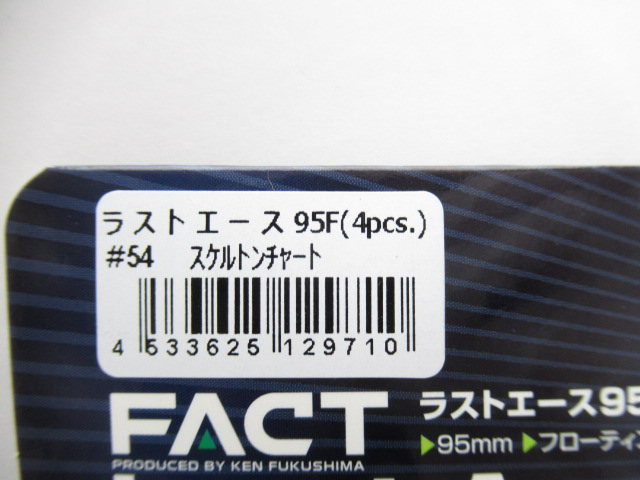 ラストエース 95F(4pcs.)
#54 スケルトンチャート
4 533625 129710
FACT
PRODUCED BY KEN FUKUSHIMA
ラストエース95
▶95mm ▶フローティン